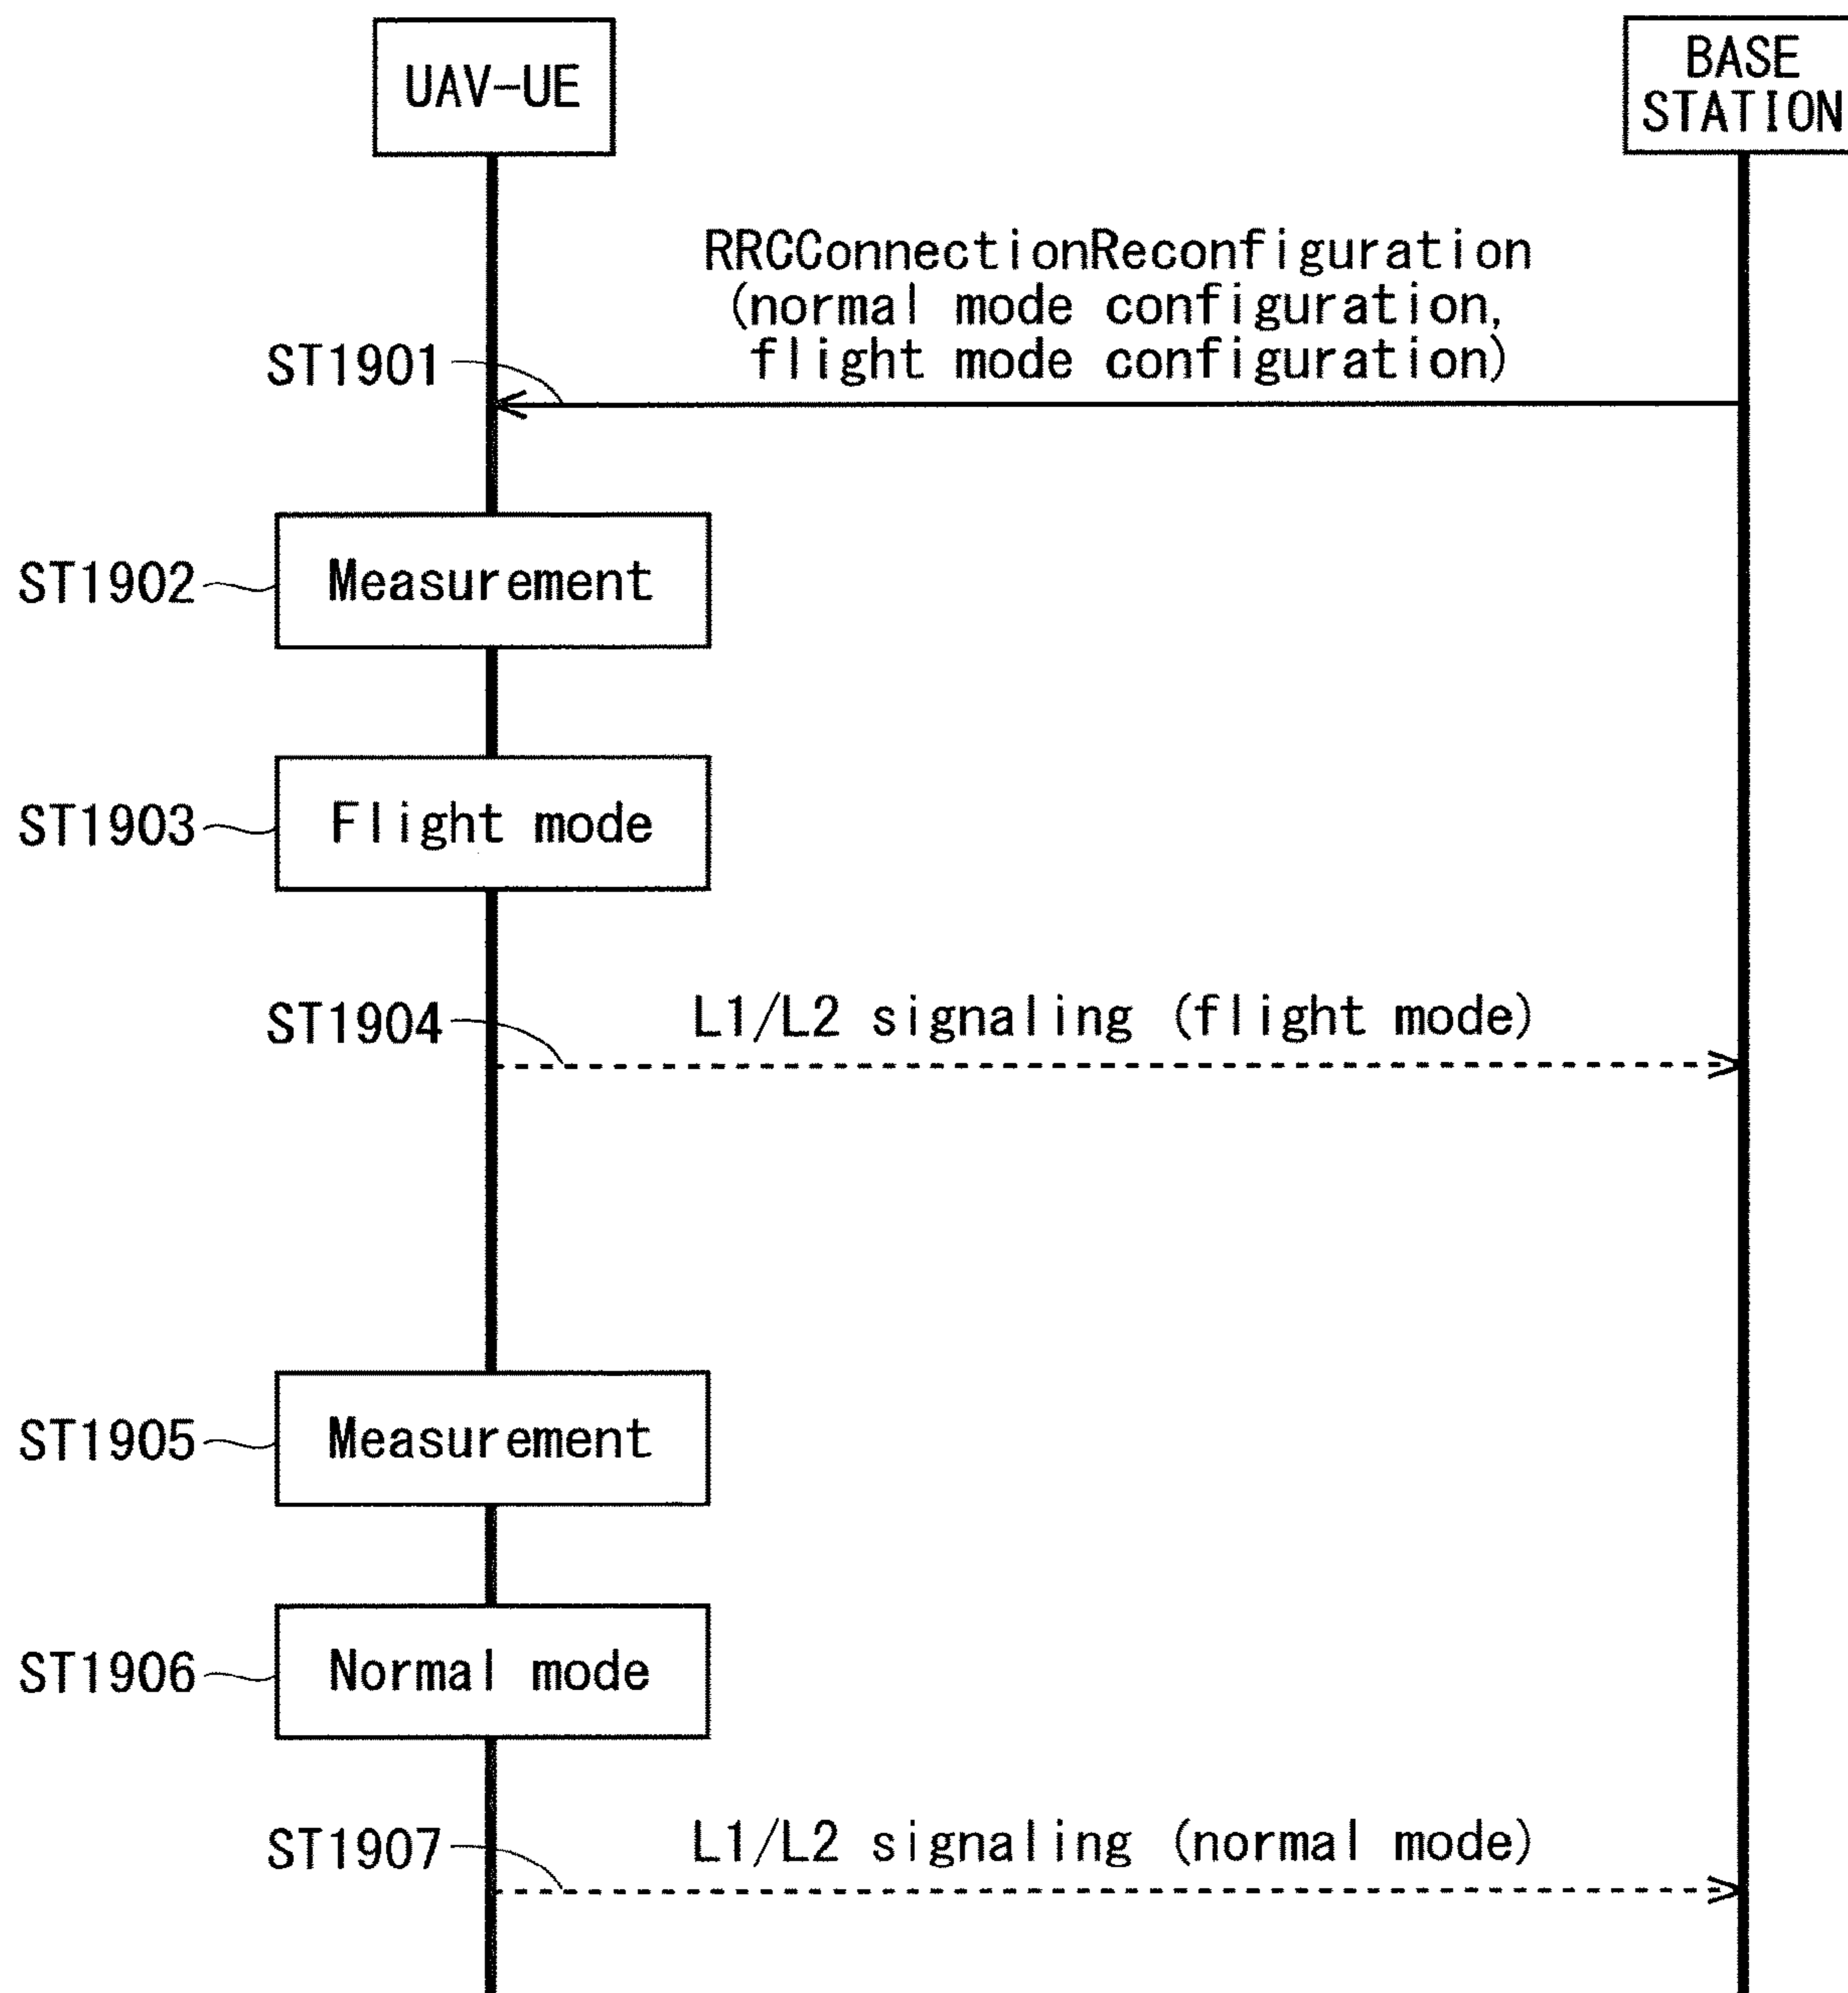 UAV-UE
BASE
STATION
RRCConnectionReconfiguration
(normal mode configuration,
flight mode configuration)
ST1901
ST1902
Measurement
ST1903
Flight mode
ST1904
L1/L2 signaling (flight mode)
ST1905
Measurement
ST1906
Normal mode
ST1907
L1/L2 signaling (normal mode)